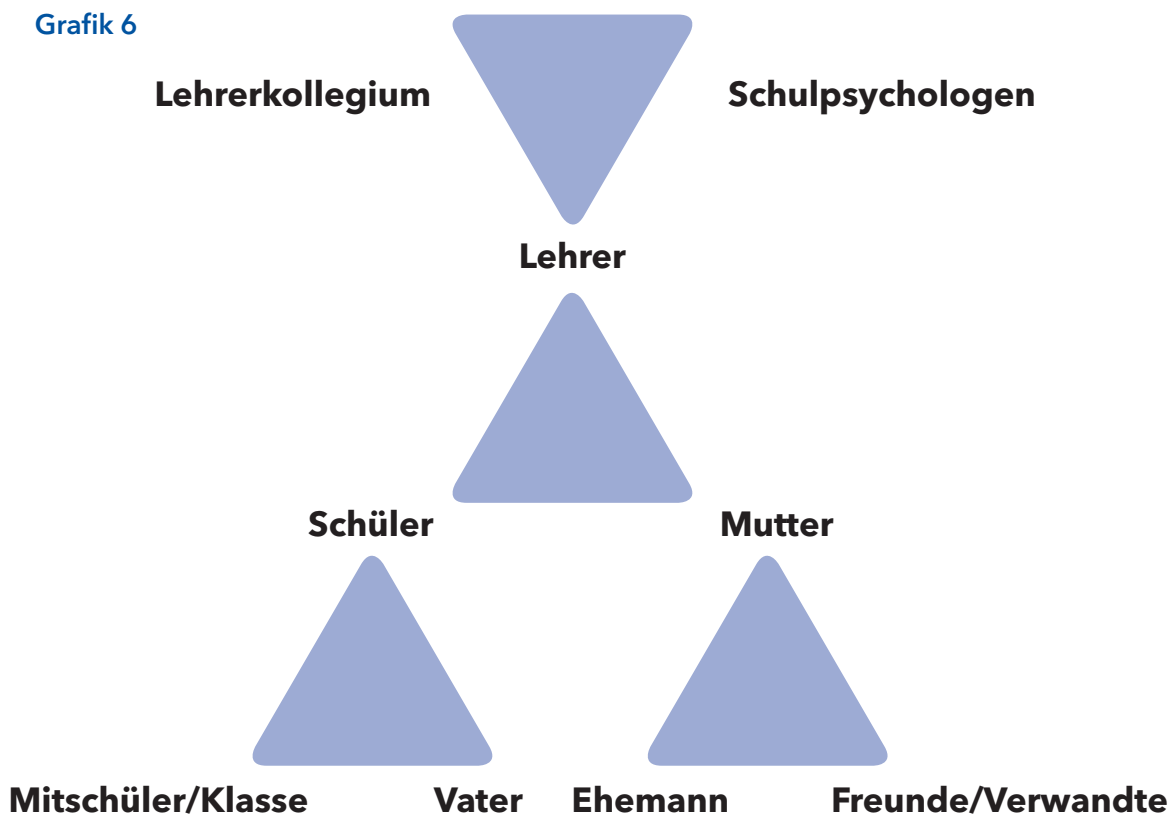 Grafik 6
Lehrerkollegium Schulpsychologen
Lehrer
Schüler Mutter
Mitschüler/Klasse Vater Ehemann Freunde/Verwandte